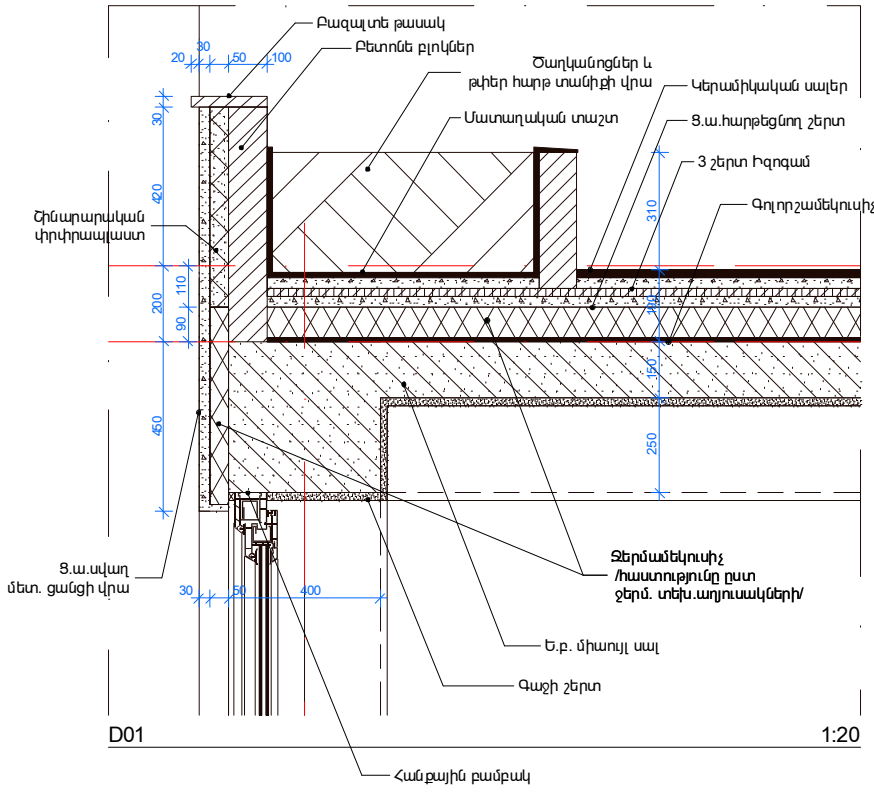 Բազալտե թասակ
Բետոնե բլոկներ
Ծաղկանոցներ և
թփեր հարթ տանիքի վրա
Մետաղական տաշտ
Կերամիկական սալեր
Ց.ա.հարթեցնող շերտ
3 շերտ Իզոգամ
Գոլորշամեկուսիչ
Շինարարական
փրփրապլաստ
20
30
50
100
30
420
200
110
90
450
310
180
150
250
30
50
400
Ց.ա.սվաղ
մետ. ցանցի վրա
Ջերմամեկուսիչ
/հաստությունը ըստ
ջերմ. տեխ.աղյուսակների/
Ե.բ. միաույլ սալ
Գաջի շերտ
D01
1:20
Հանքային բամբակ